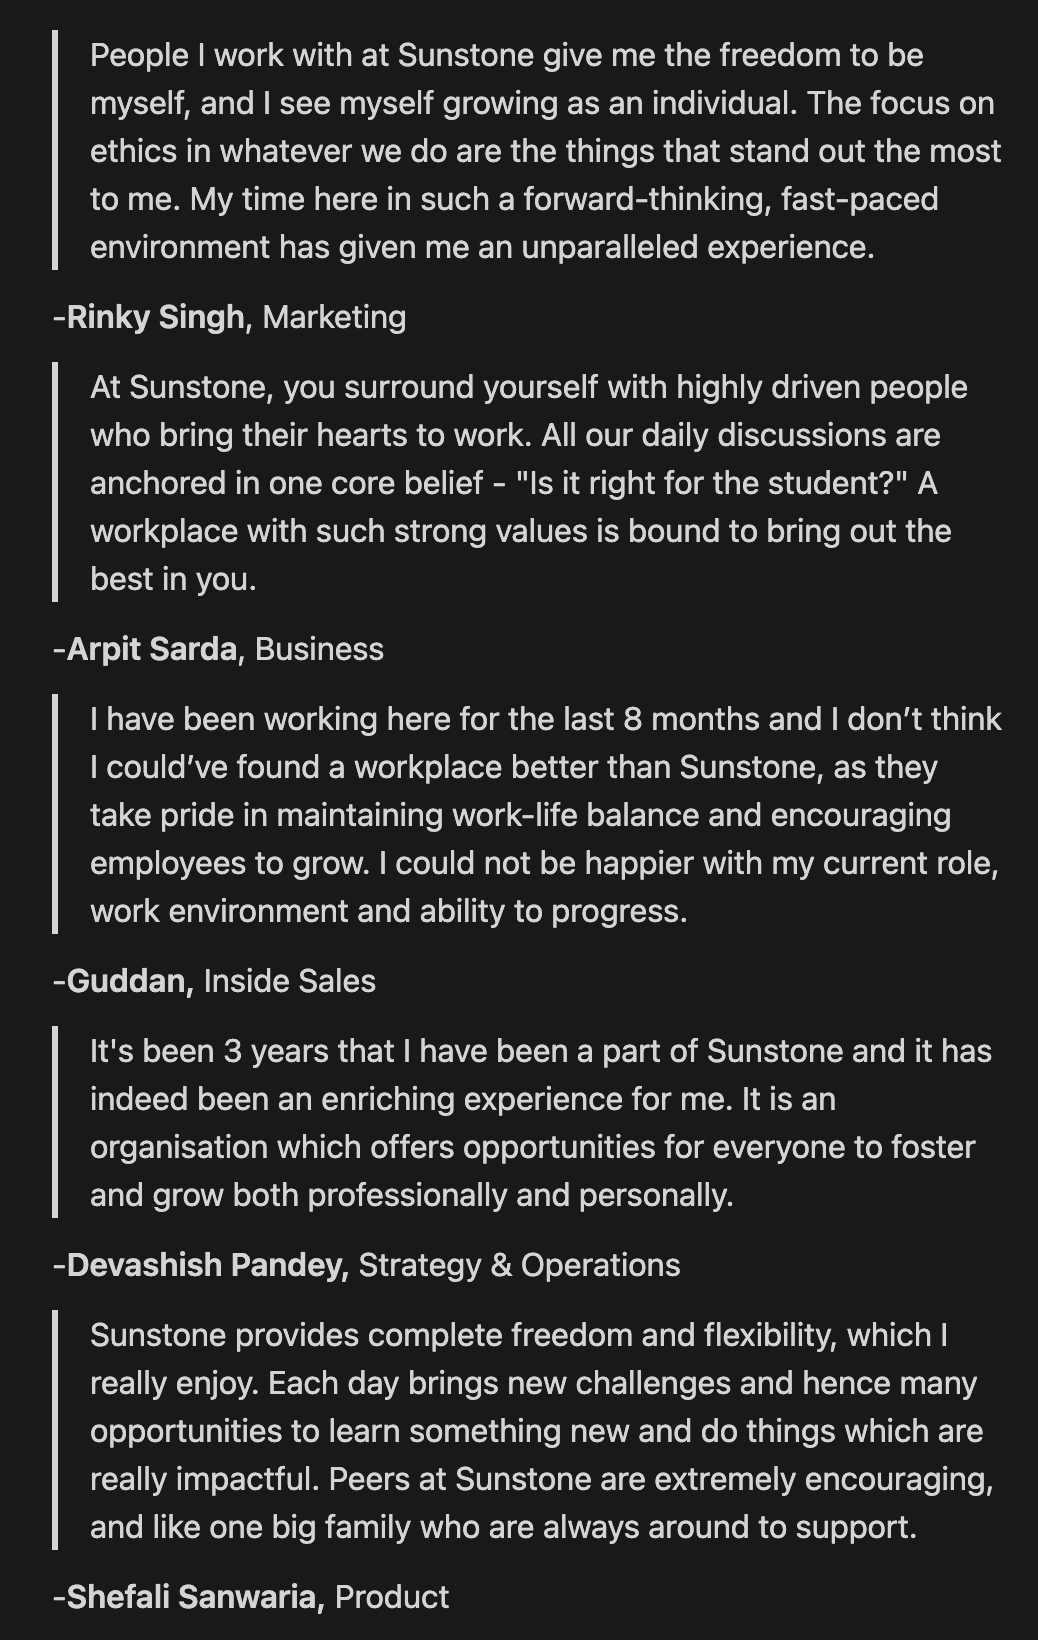 People I work with at Sunstone give me the freedom to be
myself, and I see myself growing as an individual. The focus on
ethics in whatever we do are the things that stand out the most
to me. My time here in such a forward-thinking, fast-paced
environment has given me an unparalleled experience.
-Rinky Singh, Marketing
At Sunstone, you surround yourself with highly driven people
who bring their hearts to work. All our daily discussions are
anchored in one core belief - "Is it right for the student?" A
workplace with such strong values is bound to bring out the
best in you.
-Arpit Sarda, Business
I have been working here for the last 8 months and I don’t think
I could’ve found a workplace better than Sunstone, as they
take pride in maintaining work-life balance and encouraging
employees to grow. I could not be happier with my current role,
work environment and ability to progress.
-Guddan, Inside Sales
It's been 3 years that I have been a part of Sunstone and it has
indeed been an enriching experience for me. It is an
organisation which offers opportunities for everyone to foster
and grow both professionally and personally.
-Devashish Pandey, Strategy & Operations
Sunstone provides complete freedom and flexibility, which I
really enjoy. Each day brings new challenges and hence many
opportunities to learn something new and do things which are
really impactful. Peers at Sunstone are extremely encouraging,
and like one big family who are always around to support.
-Shefali Sanwaria, Product